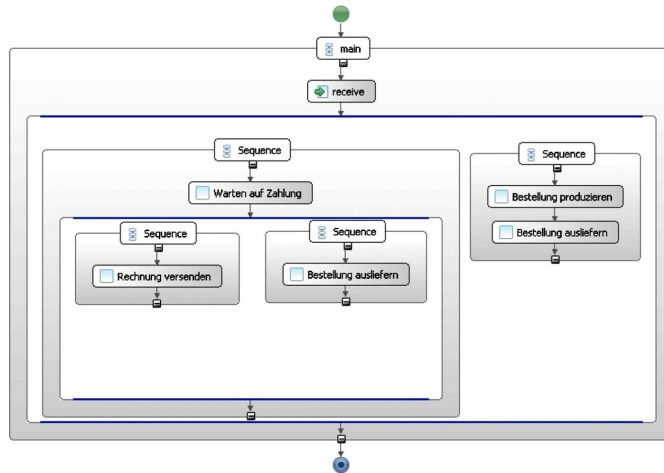 main
receive
Sequence
Warten auf Zahlung
Sequence
Rechnung versenden
Sequence
Bestellung ausliefern
Sequence
Bestellung produzieren
Bestellung ausliefern